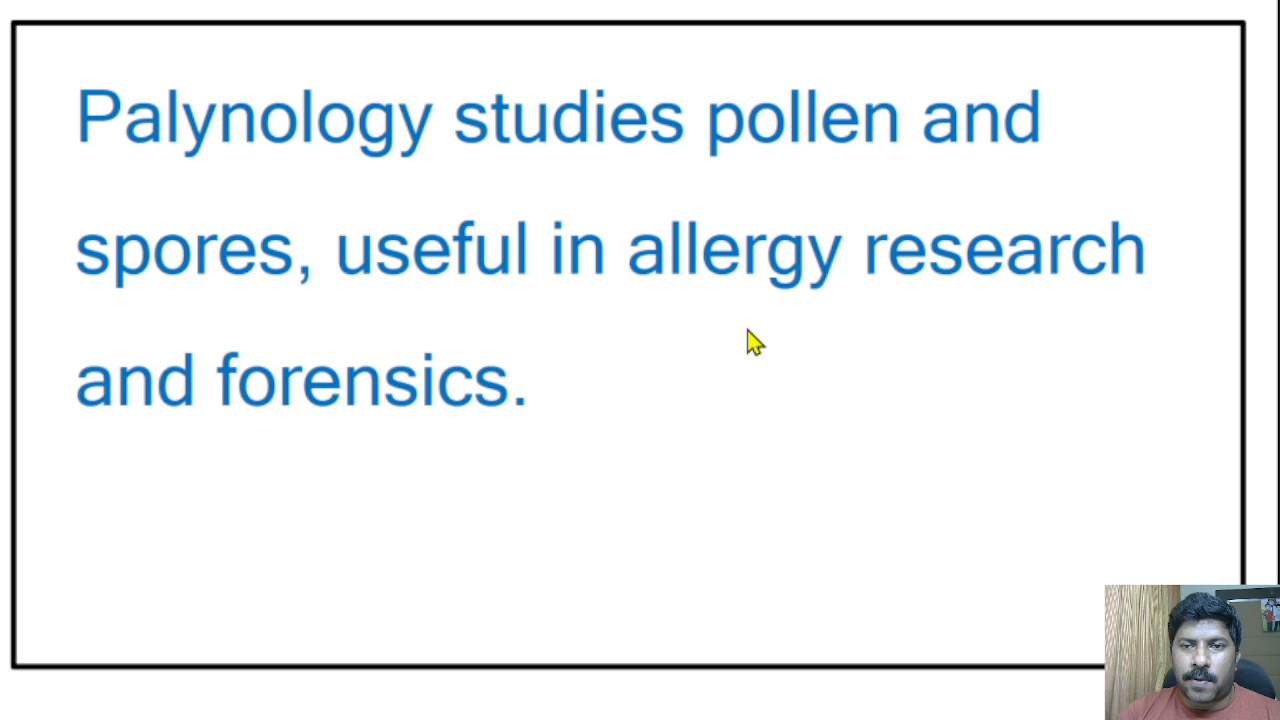 Palynology studies pollen and
spores, useful in allergy research
and forensics.